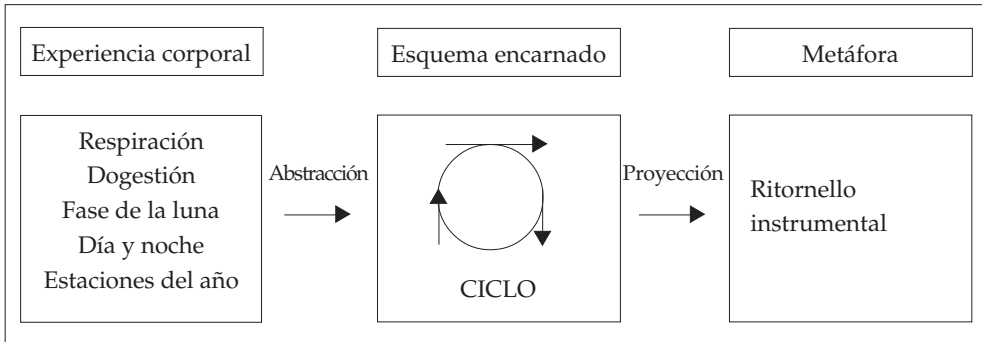 Experiencia corporal
Esquema encarnado
Metáfora
Respiración
Dogestión
Fase de la luna
Día y noche
Estaciones del año
Abstracción
CICLO
Proyección
Ritornello
instrumental